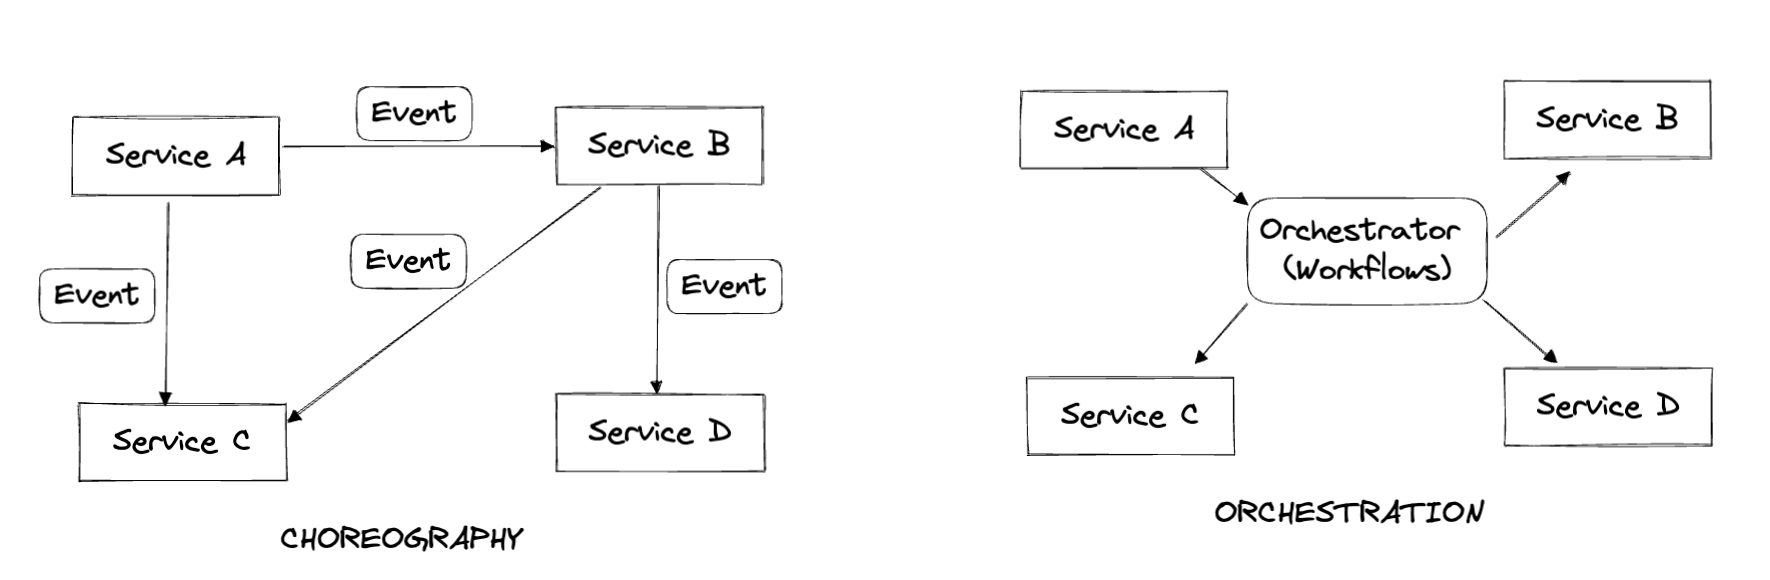 Event
Service A
Service B
Event
Event
Event
Service C
Service D
CHOREOGRAPHY
Service A
Service B
Orchestrator
(Workflows)
Service C
Service D
ORCHESTRATION